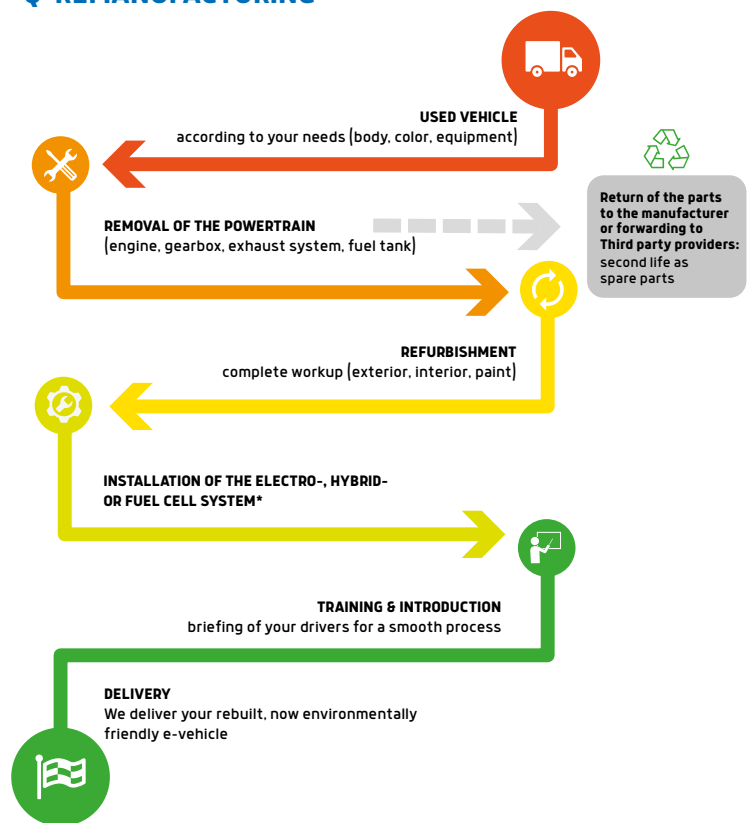 REMANUFACTURING
USED VEHICLE
according to your needs (body, color, equipment)
REMOVAL OF THE POWERTRAIN
(engine, gearbox, exhaust system, fuel tank)
Return of the parts
to the manufacturer
or forwarding to
Third party providers:
second life as
spare parts
REFURBISHMENT
complete workup (exterior, interior, paint)
INSTALLATION OF THE ELECTRO-, HYBRID-
OR FUEL CELL SYSTEM*
TRAINING & INTRODUCTION
briefing of your drivers for a smooth process
DELIVERY
We deliver your rebuilt, now environmentally
friendly e-vehicle